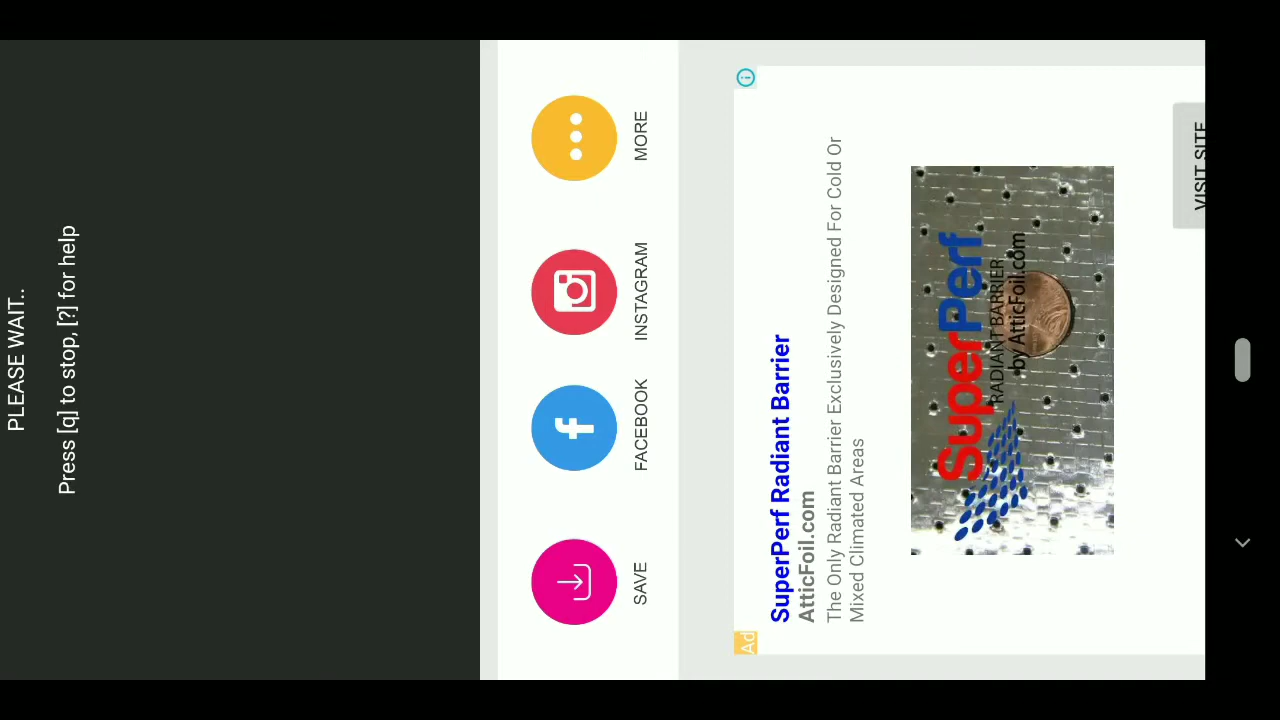 PLEASE WAIT..
Press [q] to stop, [?] for help
SAVE
FACEBOOK
INSTAGRAM
MORE
Ad
SuperPerf Radiant Barrier
AtticFoil.com
The Only Radiant Barrier Exclusively Designed For Cold Or
Mixed Climated Areas
SuperPerf
RADIANT BARRIER
by AtticFoil.com
VISIT SITE